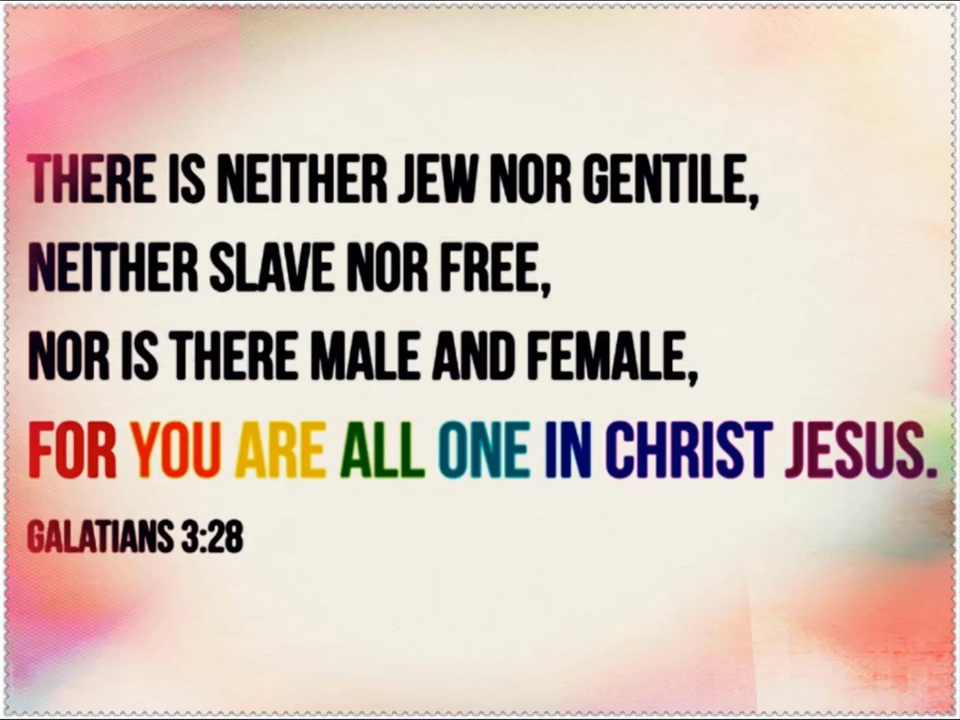 THERE IS NEITHER JEW NOR GENTILE,
NEITHER SLAVE NOR FREE,
NOR IS THERE MALE AND FEMALE,
FOR YOU ARE ALL ONE IN CHRIST JESUS.
GALATIANS 3:28